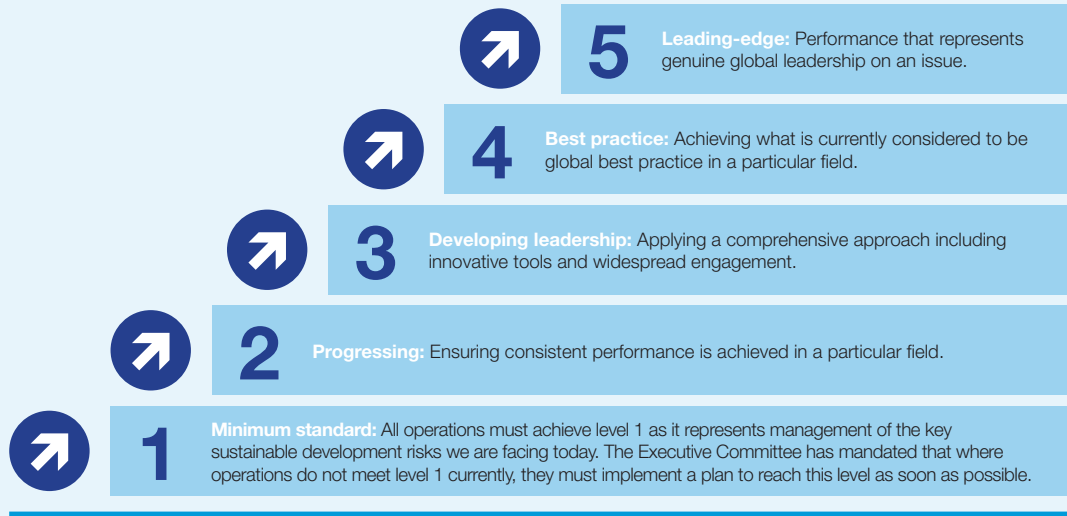 5
Leading-edge: Performance that represents
genuine global leadership on an issue.
4
Best practice: Achieving what is currently considered to be
global best practice in a particular field.
3
Developing leadership: Applying a comprehensive approach including
innovative tools and widespread engagement.
2
Progressing: Ensuring consistent performance is achieved in a particular field.
1
Minimum standard: All operations must achieve level 1 as it represents management of the key
sustainable development risks we are facing today. The Executive Committee has mandated that where
operations do not meet level 1 currently, they must implement a plan to reach this level as soon as possible.